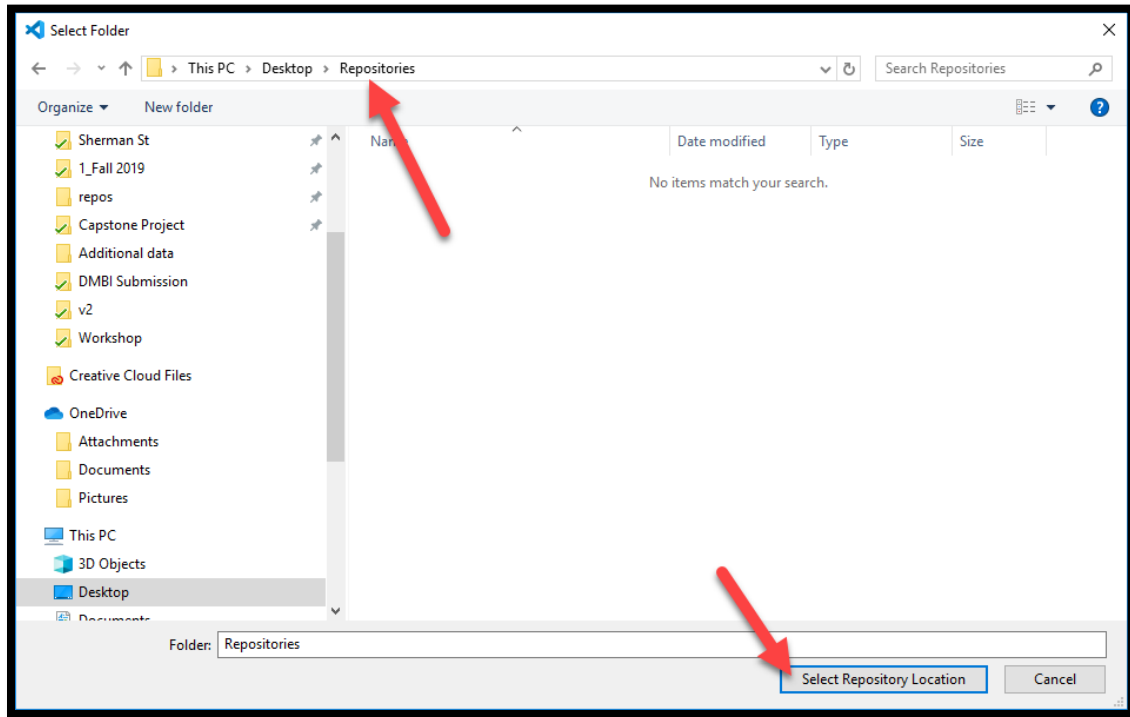 Select Folder
This PC > Desktop > Repositories
Search Repositories
Organize
New folder
Sherman St
1_Fall 2019
repos
Capstone Project
Additional data
DMBI Submission
v2
Workshop
Creative Cloud Files
OneDrive
Attachments
Documents
Pictures
This PC
3D Objects
Desktop
Documents
Name
Date modified
Type
Size
No items match your search.
Folder: Repositories
Select Repository Location
Cancel